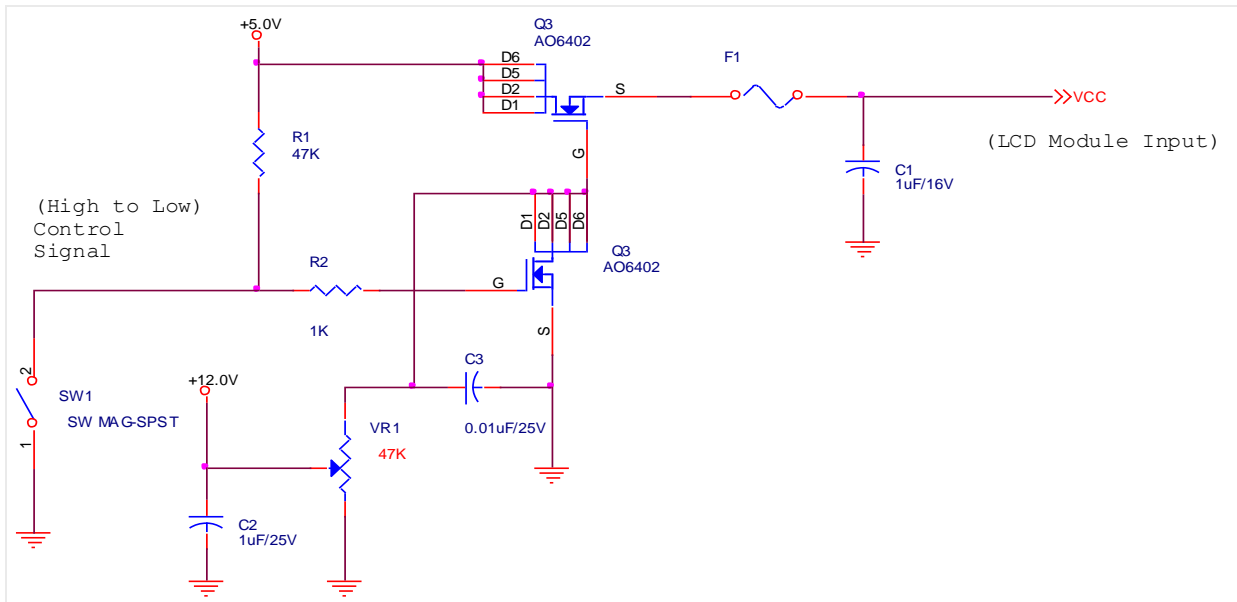 +5.0V
Q3
AO6402
D6
D5
D2
D1
S
G
F1
VCC
(LCD Module Input)
C1
1uF/16V
R1
47K
(High to Low)
Control
Signal
D1
D2
D5
D6
Q3
AO6402
R2
1K
G
S
2
SW1
SW MAG-SPST
1
+12.0V
C3
0.01uF/25V
VR1
47K
C2
1uF/25V